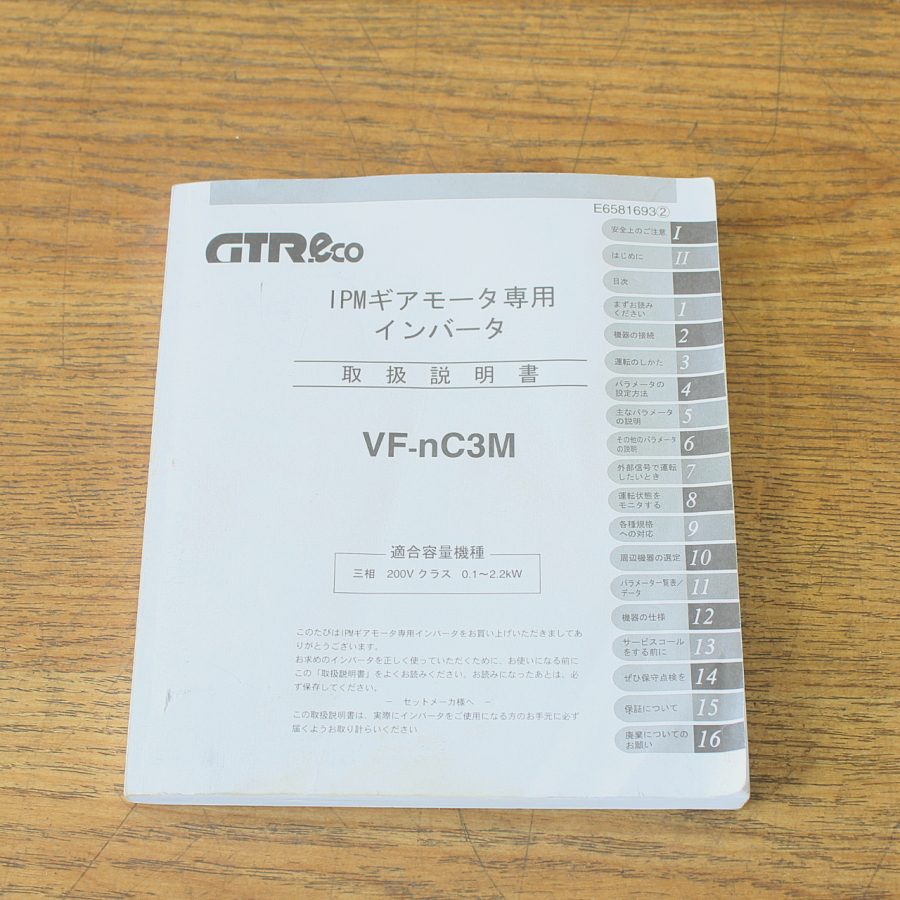 E6581693②
GTR.eco
IPMギアモータ専用
インバータ
取扱説明書
VF-nC3M
適合容量機種
三相 200V クラス 0.1～2.2kW
このたびはIPMギアモータ専用インバータをお買い上げいただきましてあ
りがとうございます。
お求めのインバータを正しく使っていただくために、お使いになる前に
この「取扱説明書」をよくお読みください。お読みになったあとは、必
ず保存してください。
－ セットメーカ様へ －
この取扱説明書は、実際にインバータをご使用になる方のお手元に必ず
届くようお取り計らいください
安全上のご注意 I
はじめに II
目次
まずお読み
ください 1
機器の接続 2
運転のしかた 3
パラメータの
設定方法 4
主なパラメータ
の説明 5
その他のパラメータ
の説明 6
外部信号で運転
したいとき 7
運転状態を
モニタする 8
各種規格
への対応 9
周辺機器の選定 10
パラメータ一覧表/
データ 11
機器の仕様 12
サービスコール
をする前に 13
ぜひ保守点検を 14
保証について 15
廃棄についての
お願い 16